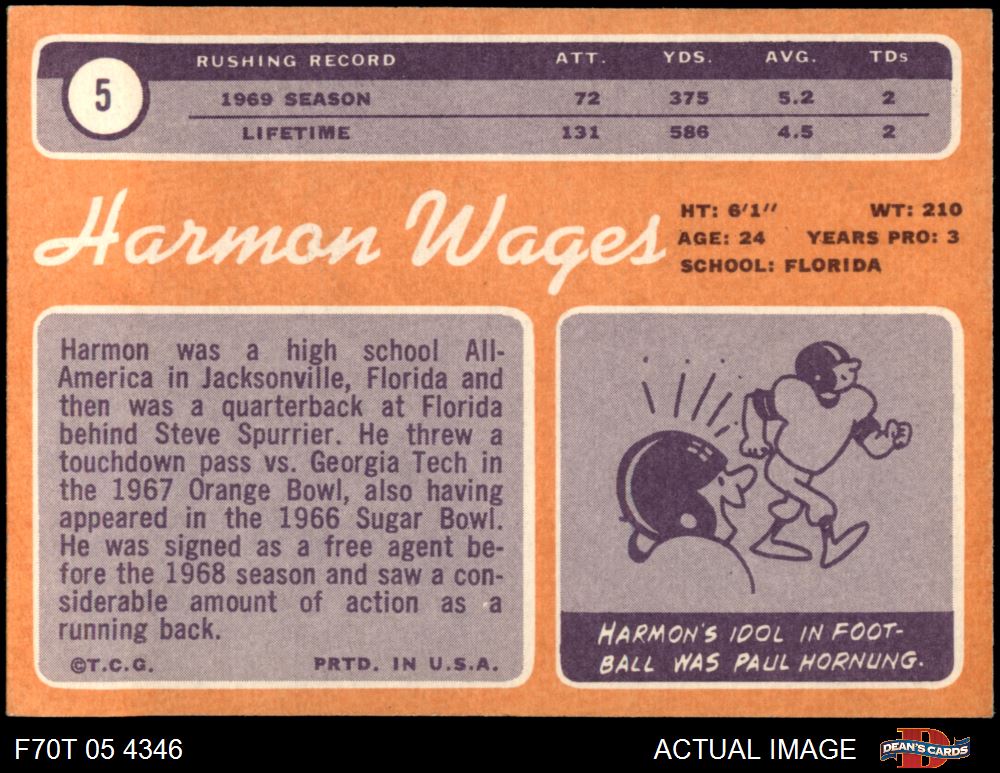 5
RUSHING RECORD ATT. YDS. AVG. TDs
1969 SEASON 72 375 5.2 2
LIFETIME 131 586 4.5 2
Harmon Wages
HT: 6'1" WT: 210
AGE: 24 YEARS PRO: 3
SCHOOL: FLORIDA
Harmon was a high school All-
America in Jacksonville, Florida and
then was a quarterback at Florida
behind Steve Spurrier. He threw a
touchdown pass vs. Georgia Tech in
the 1967 Orange Bowl, also having
appeared in the 1966 Sugar Bowl.
He was signed as a free agent be-
fore the 1968 season and saw a con-
siderable amount of action as a
running back.
©T.C.G. PRTD. IN U.S.A.
HARMON'S IDOL IN FOOT-
BALL WAS PAUL HORNUNG.
F70T 05 4346 ACTUAL IMAGE
D
DEAN'S CARDS